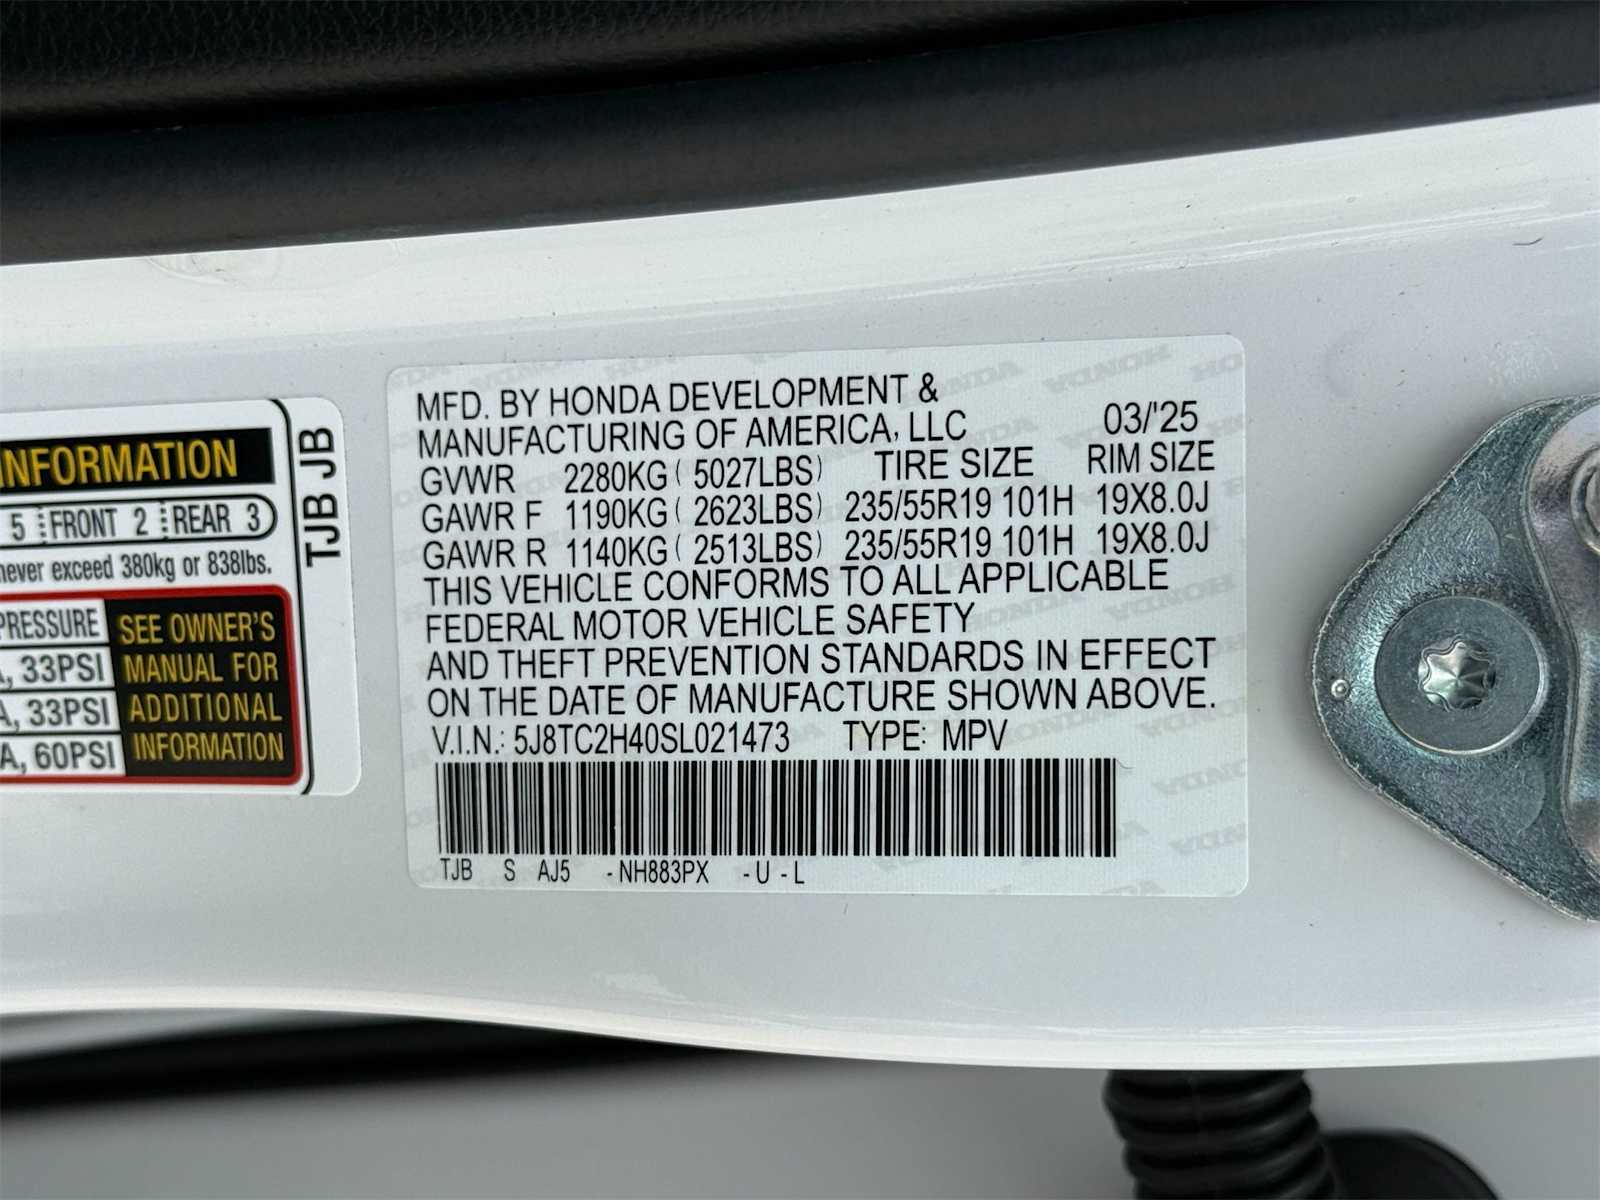 INFORMATION
5 FRONT 2 REAR 3
never exceed 380kg or 838lbs.
PRESSURE
, 33PSI
A, 33PSI
A, 60PSI
SEE OWNER'S
MANUAL FOR
ADDITIONAL
INFORMATION
TJB JB
MFD. BY HONDA DEVELOPMENT &
MANUFACTURING OF AMERICA, LLC 03/'25
GVWR 2280KG ( 5027LBS) TIRE SIZE RIM SIZE
GAWR F 1190KG ( 2623LBS) 235/55R19 101H 19X8.0J
GAWR R 1140KG ( 2513LBS) 235/55R19 101H 19X8.0J
THIS VEHICLE CONFORMS TO ALL APPLICABLE
FEDERAL MOTOR VEHICLE SAFETY
AND THEFT PREVENTION STANDARDS IN EFFECT
ON THE DATE OF MANUFACTURE SHOWN ABOVE.
V.I.N.: 5J8TC2H40SL021473 TYPE: MPV
TJB S AJ5 -NH883PX -U -L